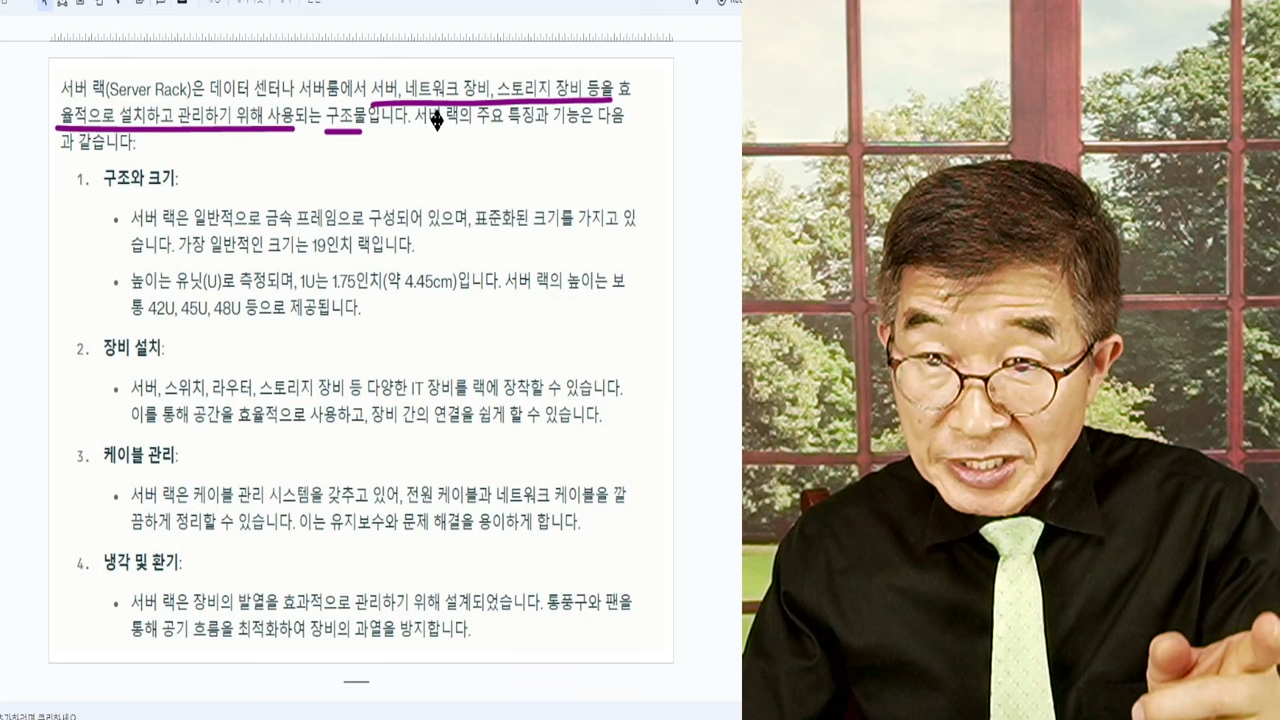 서버 랙(Server Rack)은 데이터 센터나 서버룸에서 서버, 네트워크 장비, 스토리지 장비 등을 효
율적으로 설치하고 관리하기 위해 사용되는 구조물입니다. 서버 랙의 주요 특징과 기능은 다음
과 같습니다:
1. 구조와 크기:
• 서버 랙은 일반적으로 금속 프레임으로 구성되어 있으며, 표준화된 크기를 가지고 있
습니다. 가장 일반적인 크기는 19인치 랙입니다.
• 높이는 유닛(U)로 측정되며, 1U는 1.75인치(약 4.45cm)입니다. 서버 랙의 높이는 보
통 42U, 45U, 48U 등으로 제공됩니다.
2. 장비 설치:
• 서버, 스위치, 라우터, 스토리지 장비 등 다양한 IT 장비를 랙에 장착할 수 있습니다.
이를 통해 공간을 효율적으로 사용하고, 장비 간의 연결을 쉽게 할 수 있습니다.
3. 케이블 관리:
• 서버 랙은 케이블 관리 시스템을 갖추고 있어, 전원 케이블과 네트워크 케이블을 깔
끔하게 정리할 수 있습니다. 이는 유지보수와 문제 해결을 용이하게 합니다.
4. 냉각 및 환기:
• 서버 랙은 장비의 발열을 효과적으로 관리하기 위해 설계되었습니다. 통풍구와 팬을
통해 공기 흐름을 최적화하여 장비의 과열을 방지합니다.